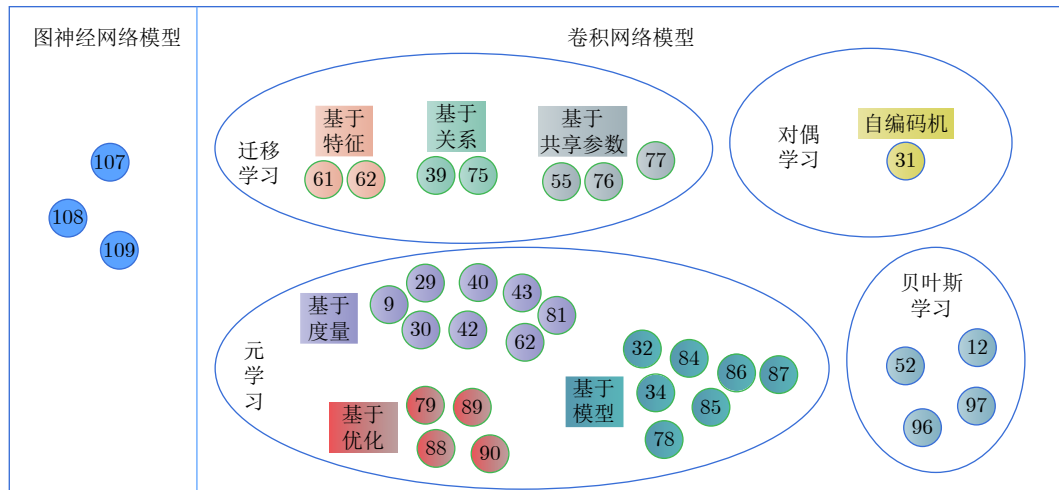 图神经网络模型
107
108
109
卷积网络模型
迁移
学习
基于
特征
61
62
基于
关系
39
75
基于
共享参数
55
76
77
对偶
学习
自编码机
31
元
学
习
基于
度量
9
29
40
43
81
30
42
62
基于
优化
79
89
88
90
基于
模型
32
84
86
87
34
85
78
贝叶斯
学习
52
12
97
96